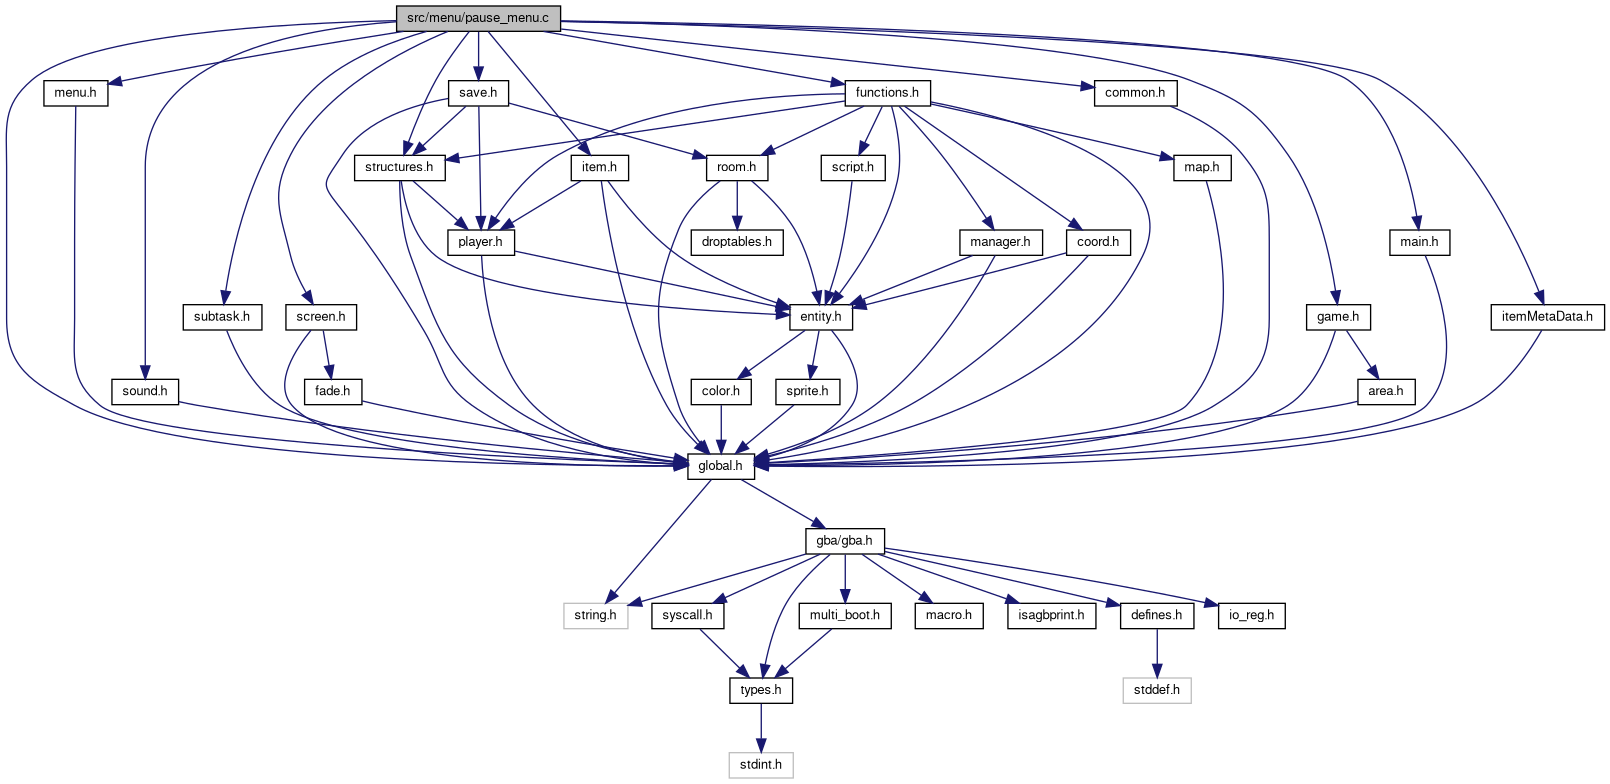 src/menu/pause_menu.c
menu.h
save.h
functions.h
common.h
structures.h
item.h
room.h
script.h
map.h
player.h
droptables.h
manager.h
coord.h
main.h
subtask.h
screen.h
entity.h
game.h
itemMetaData.h
sound.h
fade.h
color.h
sprite.h
area.h
global.h
gba/gba.h
string.h
syscall.h
multi_boot.h
macro.h
isagbprint.h
defines.h
io_reg.h
types.h
stddef.h
stdint.h